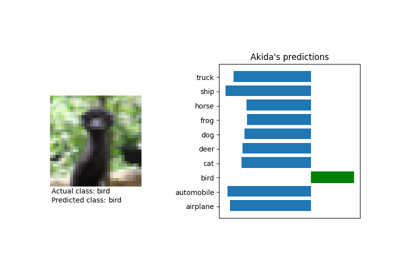 Akida's predictions
truck
ship
horse
frog
dog
deer
cat
bird
automobile
airplane
Actual class: bird
Predicted class: bird